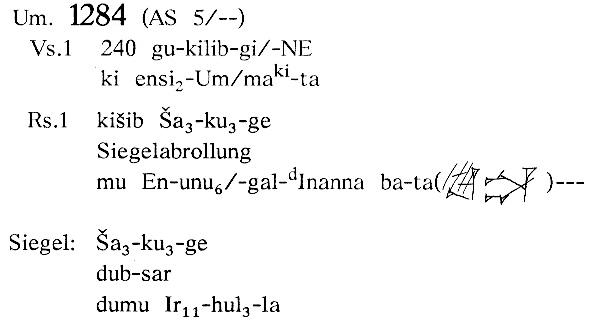 Um. 1284 (AS 5/--)
Vs.1 240 gu-kilib-gi/-NE
ki ensi₂-Um/ma^ki-ta
Rs.1 kišib Ša₃-ku₃-ge
Siegelabrollung
mu En-unu₆/-gal-^dInanna ba-ta( )---
Siegel: Ša₃-ku₃-ge
dub-sar
dumu Ir₁₁-hul₃-la